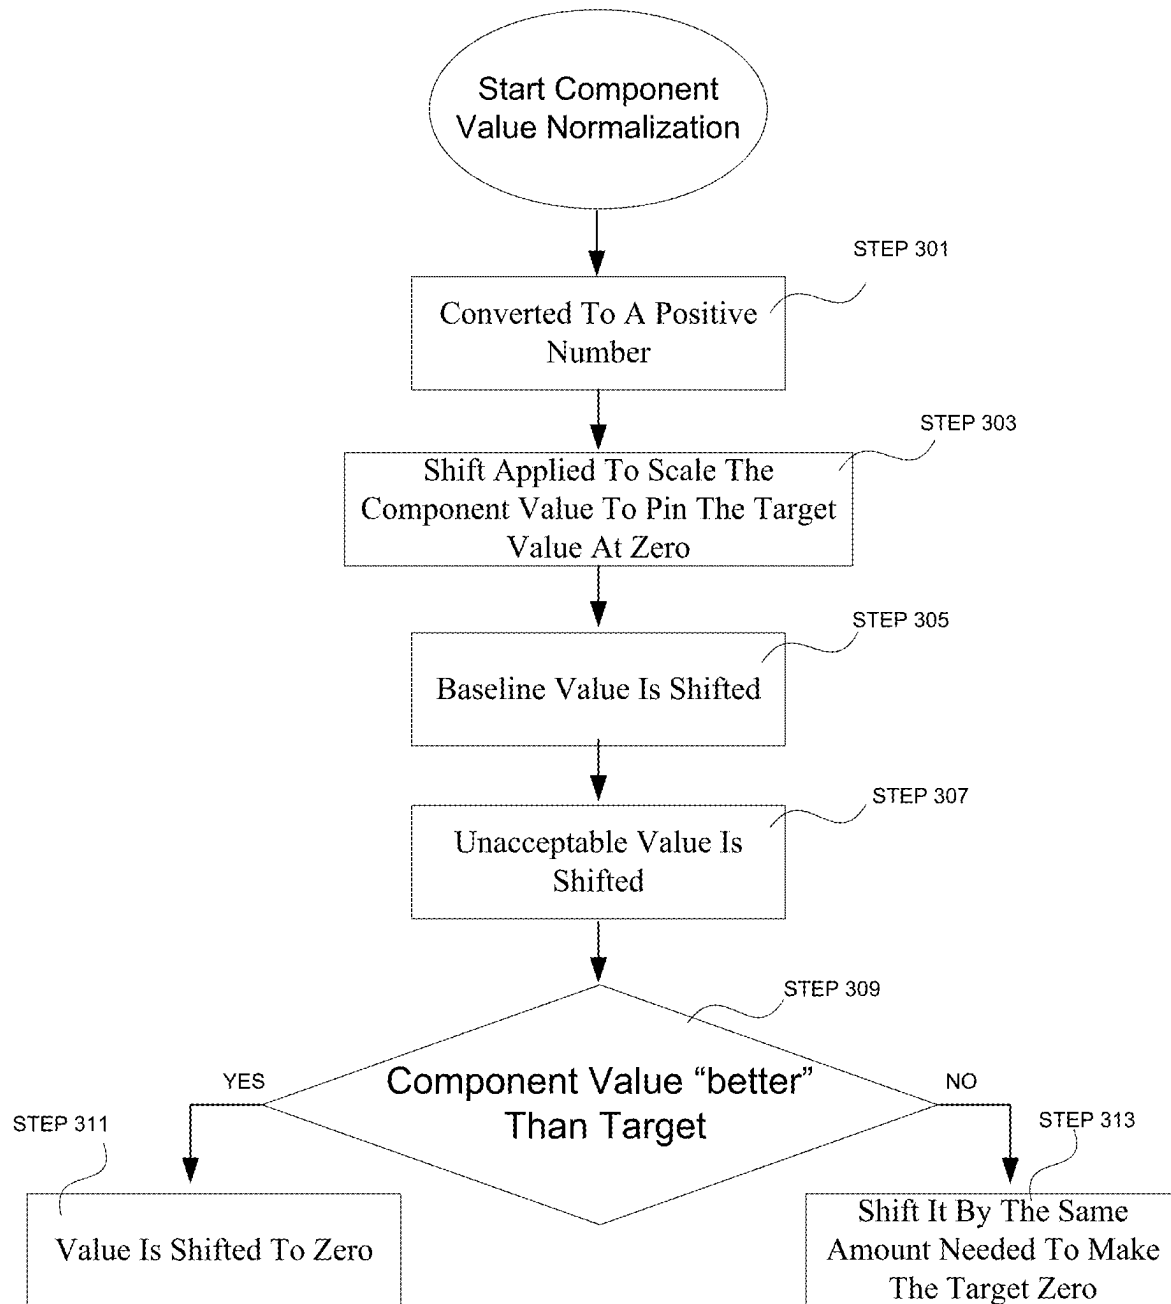 Start Component
Value Normalization
STEP 301
Converted To A Positive
Number
STEP 303
Shift Applied To Scale The
Component Value To Pin The Target
Value At Zero
STEP 305
Baseline Value Is Shifted
STEP 307
Unacceptable Value Is
Shifted
STEP 309
Component Value “better”
Than Target
YES
NO
STEP 311
Value Is Shifted To Zero
STEP 313
Shift It By The Same
Amount Needed To Make
The Target Zero